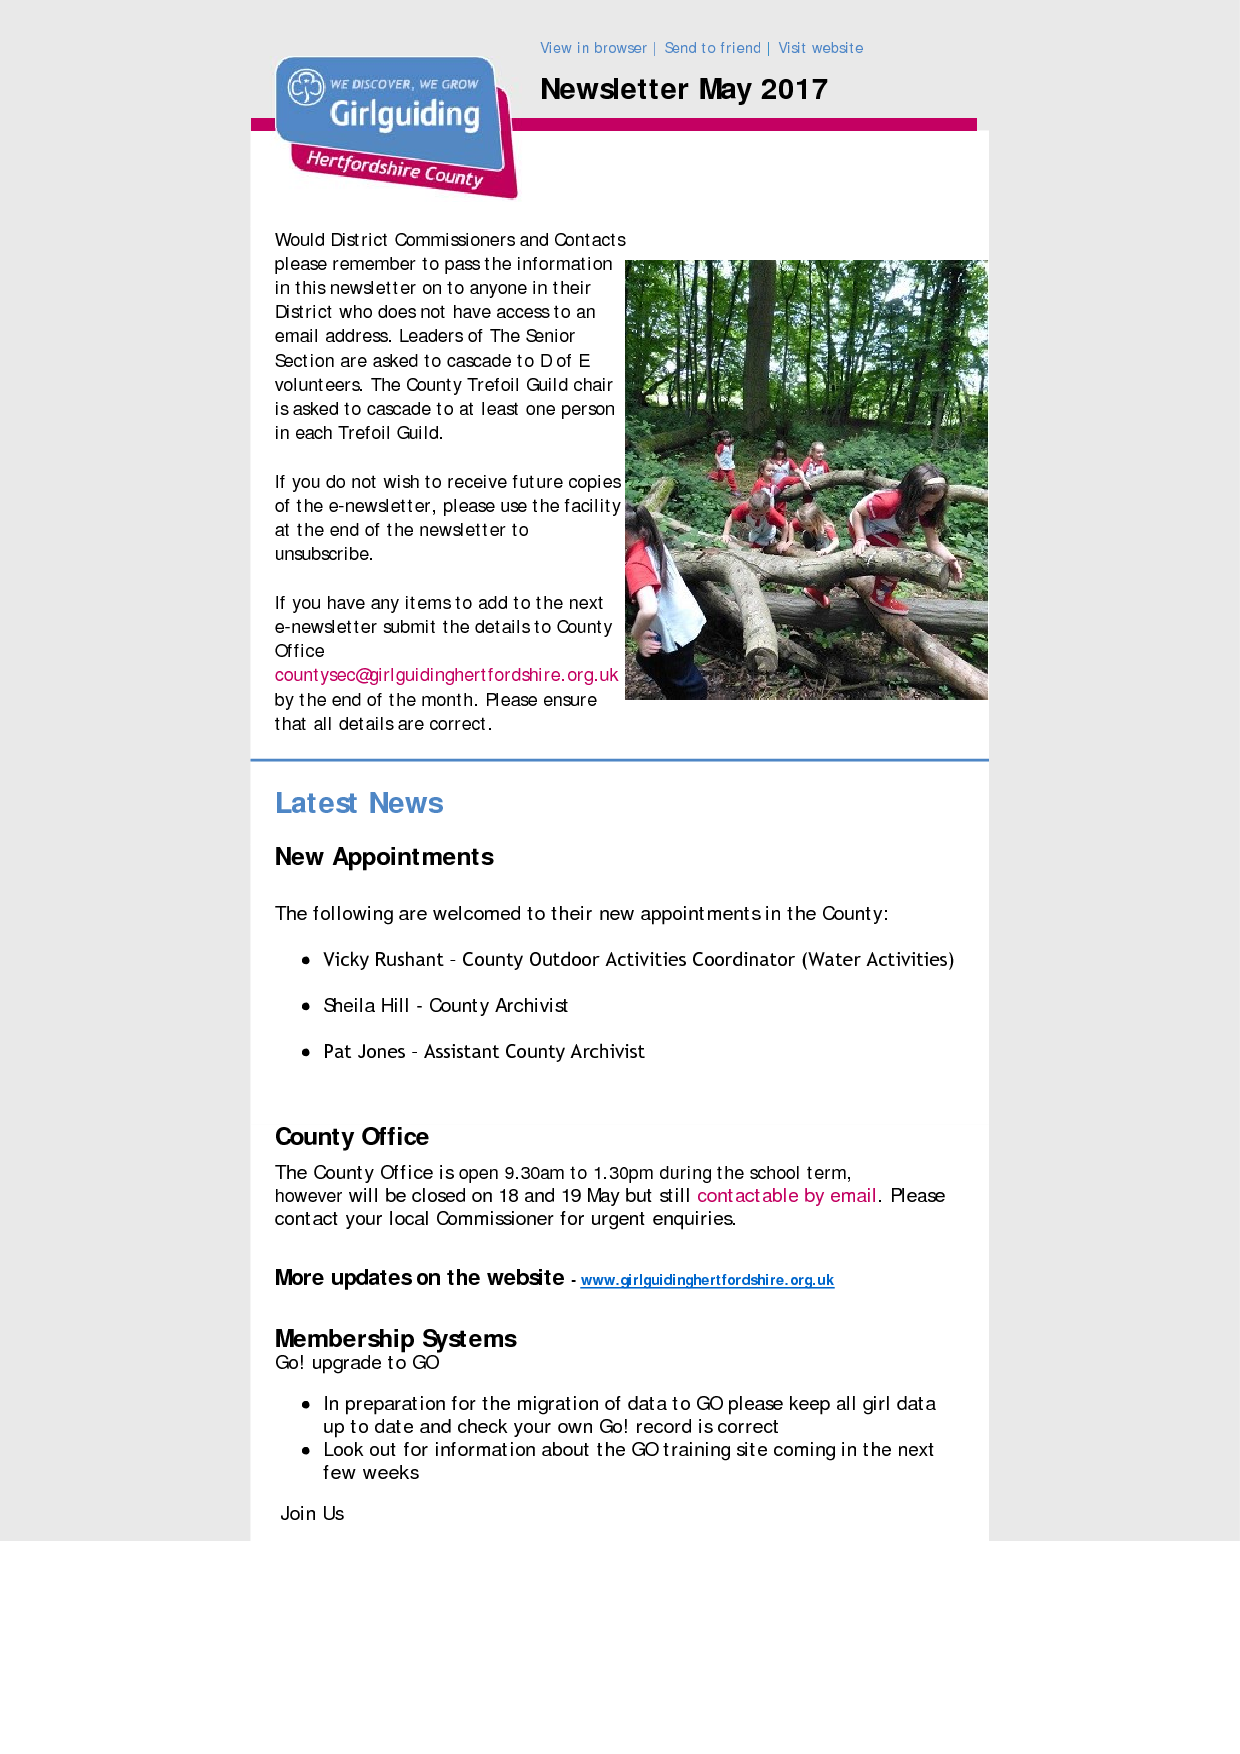 View in browser | Send to friend | Visit website
Newsletter May 2017
WE DISCOVER, WE GROW
Girlguiding
Hertfordshire County
Would District Commissioners and Contacts
please remember to pass the information
in this newsletter on to anyone in their
District who does not have access to an
email address. Leaders of The Senior
Section are asked to cascade to D of E
volunteers. The County Trefoil Guild chair
is asked to cascade to at least one person
in each Trefoil Guild.
If you do not wish to receive future copies
of the e-newsletter, please use the facility
at the end of the newsletter to
unsubscribe.
If you have any items to add to the next
e-newsletter submit the details to County
Office
countysec@girlguidinghertfordshire.org.uk
by the end of the month. Please ensure
that all details are correct.
Latest News
New Appointments
The following are welcomed to their new appointments in the County:
• Vicky Rushant - County Outdoor Activities Coordinator (Water Activities)
• Sheila Hill - County Archivist
• Pat Jones - Assistant County Archivist
County Office
The County Office is open 9.30am to 1.30pm during the school term,
however will be closed on 18 and 19 May but still contactable by email. Please
contact your local Commissioner for urgent enquiries.
More updates on the website - www.girlguidinghertfordshire.org.uk
Membership Systems
Go! upgrade to GO
• In preparation for the migration of data to GO please keep all girl data
up to date and check your own Go! record is correct
• Look out for information about the GO training site coming in the next
few weeks
Join Us